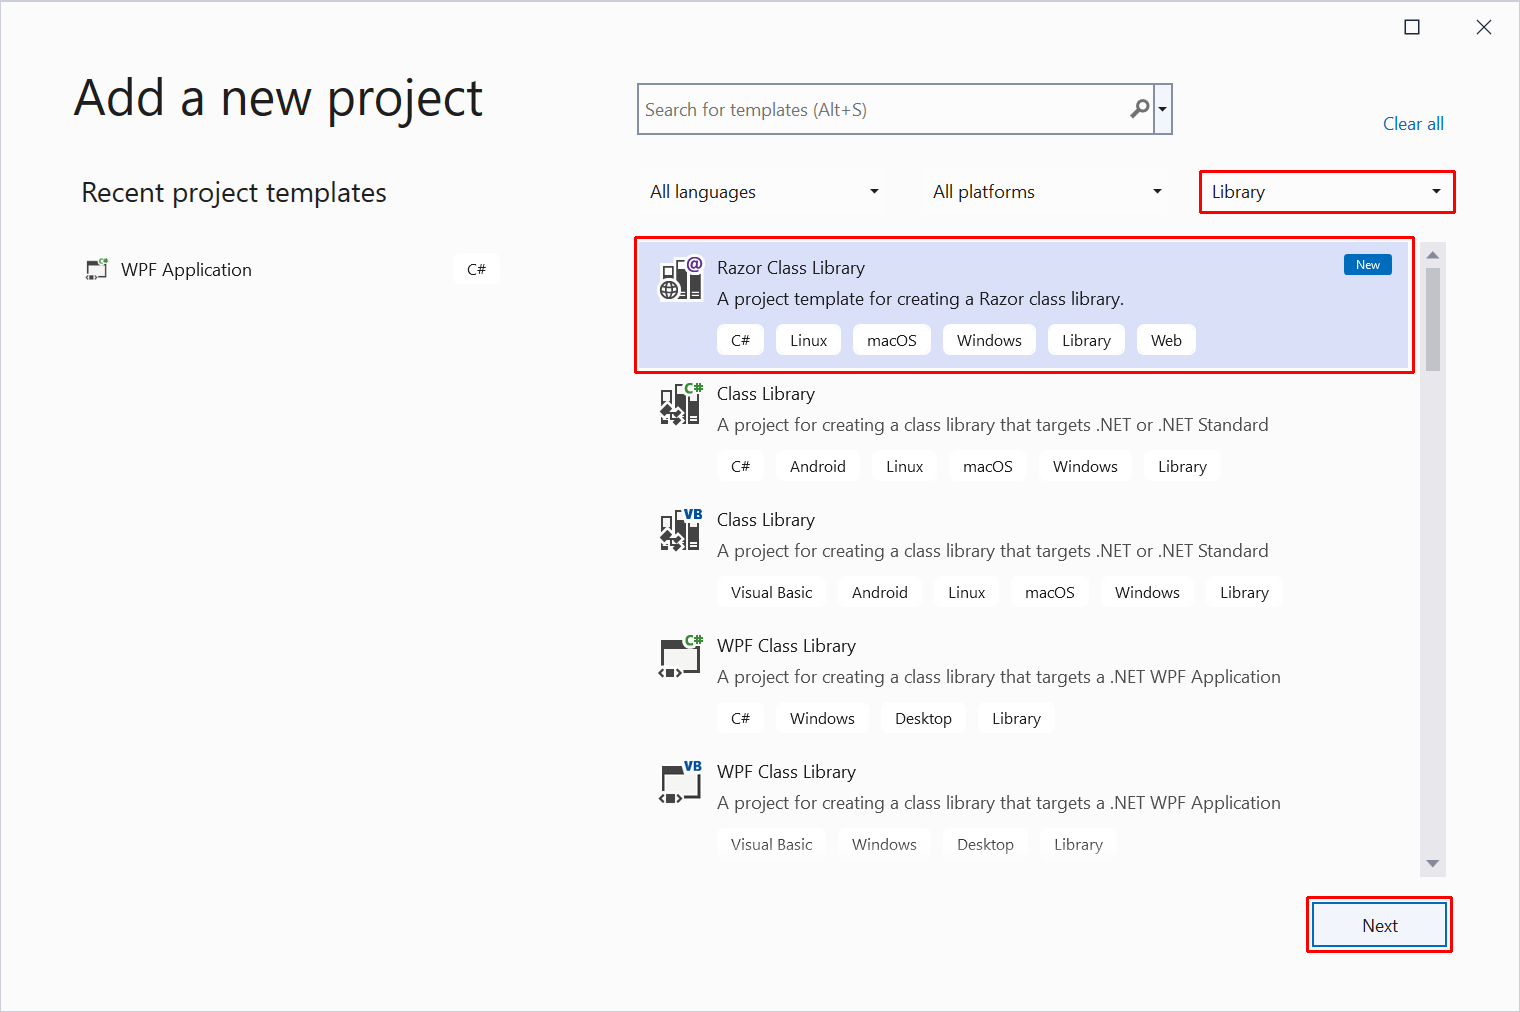 Add a new project
Search for templates (Alt+S)
Clear all
Recent project templates
All languages
All platforms
Library
WPF Application
C#
@
Razor Class Library
New
A project template for creating a Razor class library.
C# Linux macOS Windows Library Web
C#
Class Library
A project for creating a class library that targets .NET or .NET Standard
C# Android Linux macOS Windows Library
VB
Class Library
A project for creating a class library that targets .NET or .NET Standard
Visual Basic Android Linux macOS Windows Library
C#
WPF Class Library
A project for creating a class library that targets a .NET WPF Application
C# Windows Desktop Library
VB
WPF Class Library
A project for creating a class library that targets a .NET WPF Application
Visual Basic Windows Desktop Library
Next